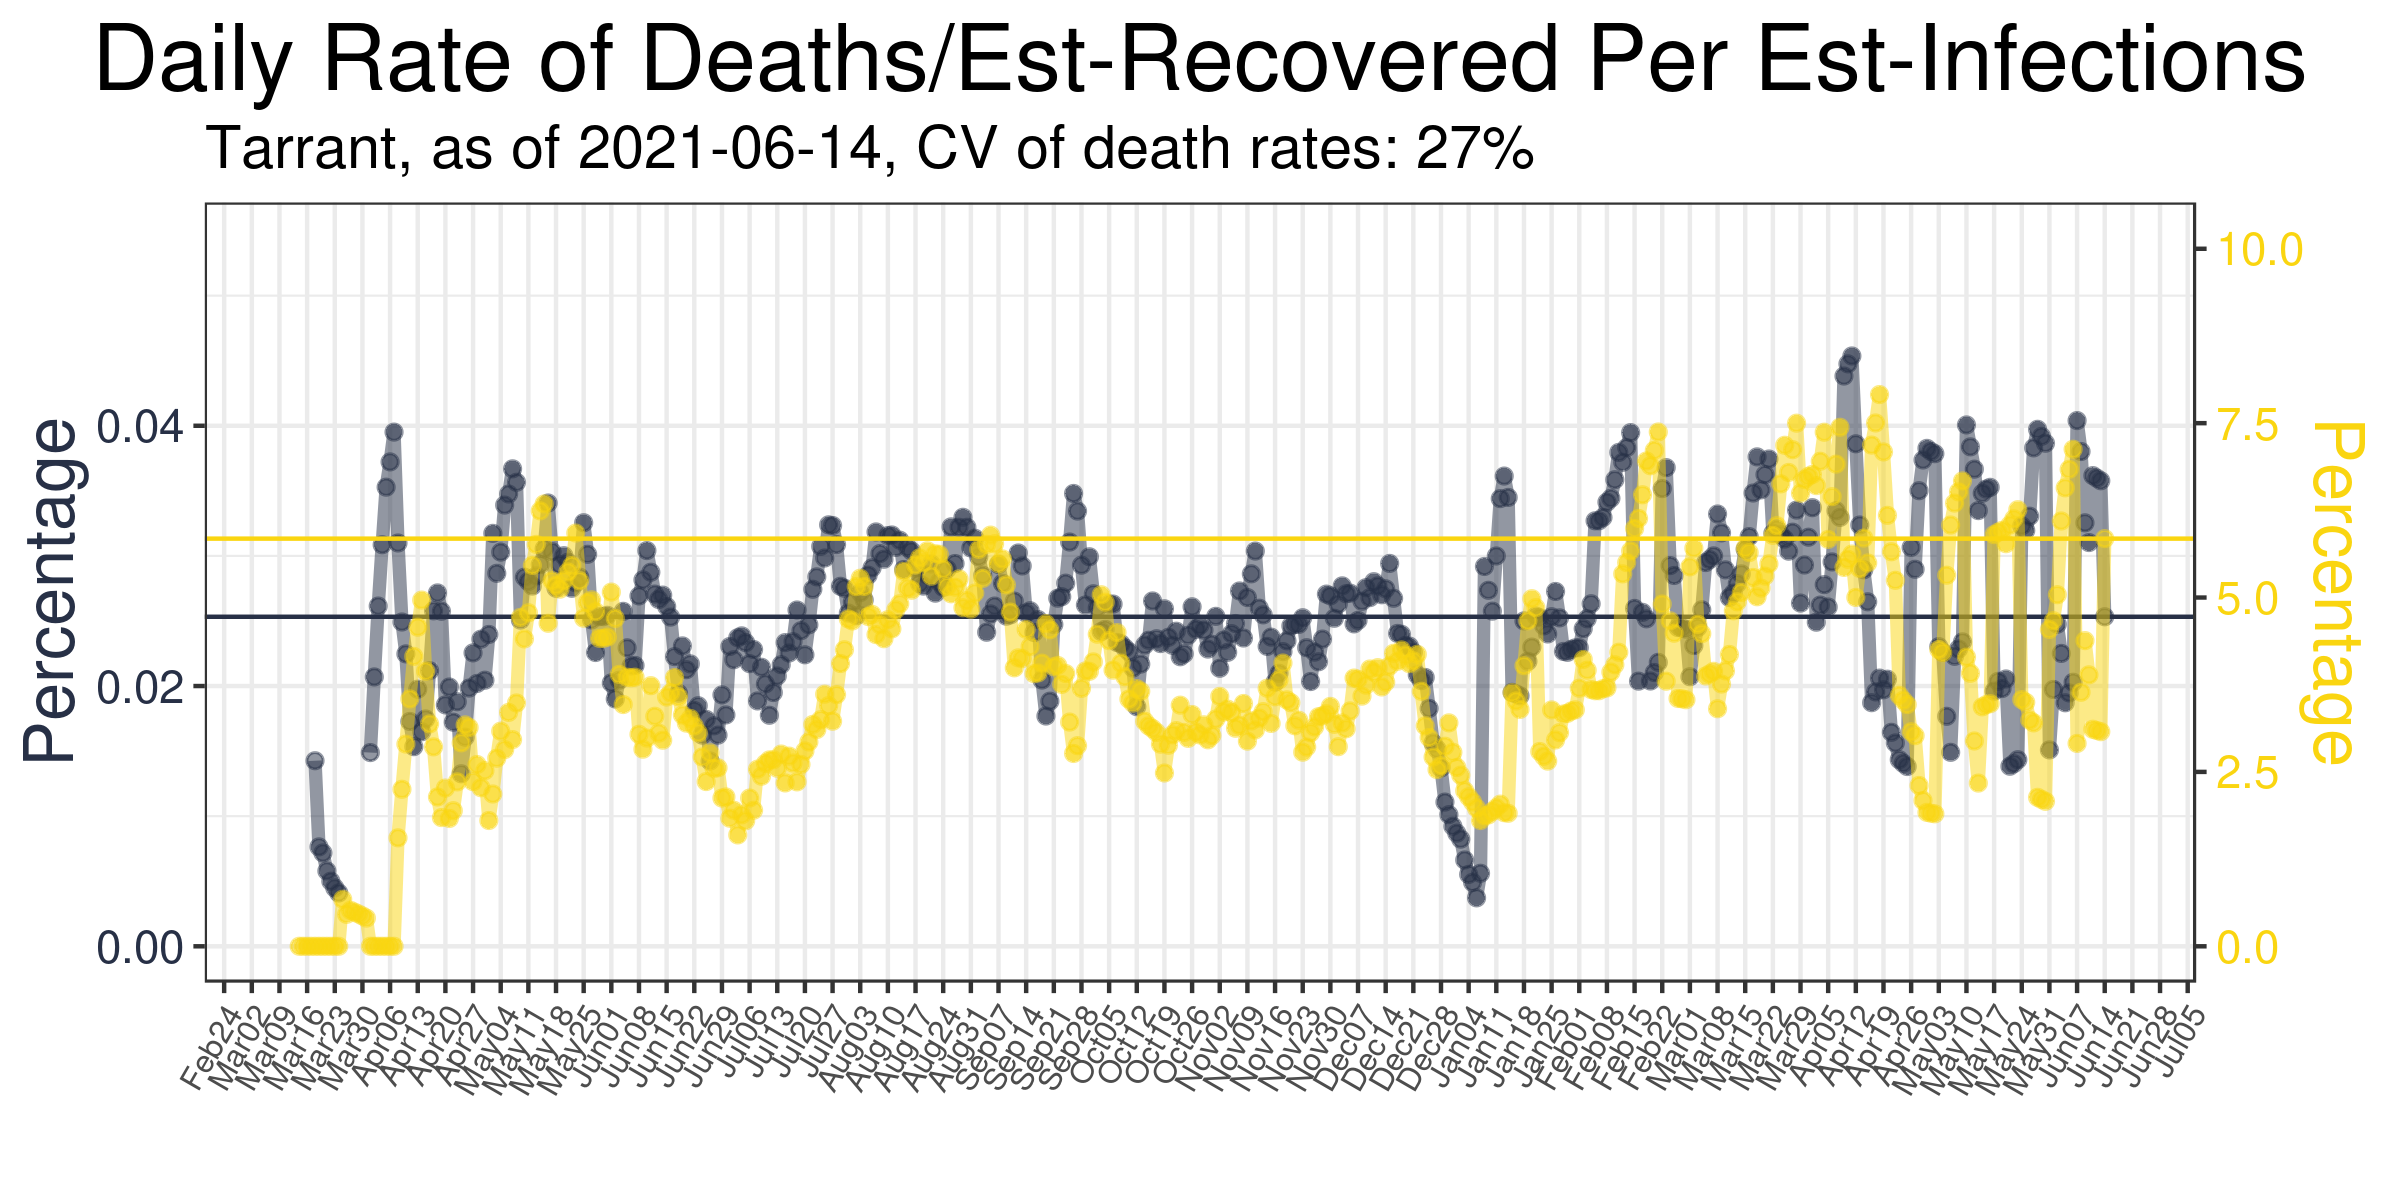 Daily Rate of Deaths/Est-Recovered Per Est-Infections
Tarrant, as of 2021-06-14, CV of death rates: 27%
Percentage
0.04
0.02
0.00
10.0
7.5
5.0
2.5
0.0
Percentage
Feb24
Mar02
Mar09
Mar16
Mar23
Mar30
Apr06
Apr13
Apr20
Apr27
May04
May11
May18
May25
Jun01
Jun08
Jun15
Jun22
Jun29
Jul06
Jul13
Jul20
Jul27
Aug03
Aug10
Aug17
Aug24
Aug31
Sep07
Sep14
Sep21
Sep28
Oct05
Oct12
Oct19
Oct26
Nov02
Nov09
Nov16
Nov23
Nov30
Dec07
Dec14
Dec21
Dec28
Jan04
Jan11
Jan18
Jan25
Feb01
Feb08
Feb15
Feb22
Mar01
Mar08
Mar15
Mar22
Mar29
Apr05
Apr12
Apr19
Apr26
May03
May10
May17
May24
May31
Jun07
Jun14
Jun21
Jun28
Jul05